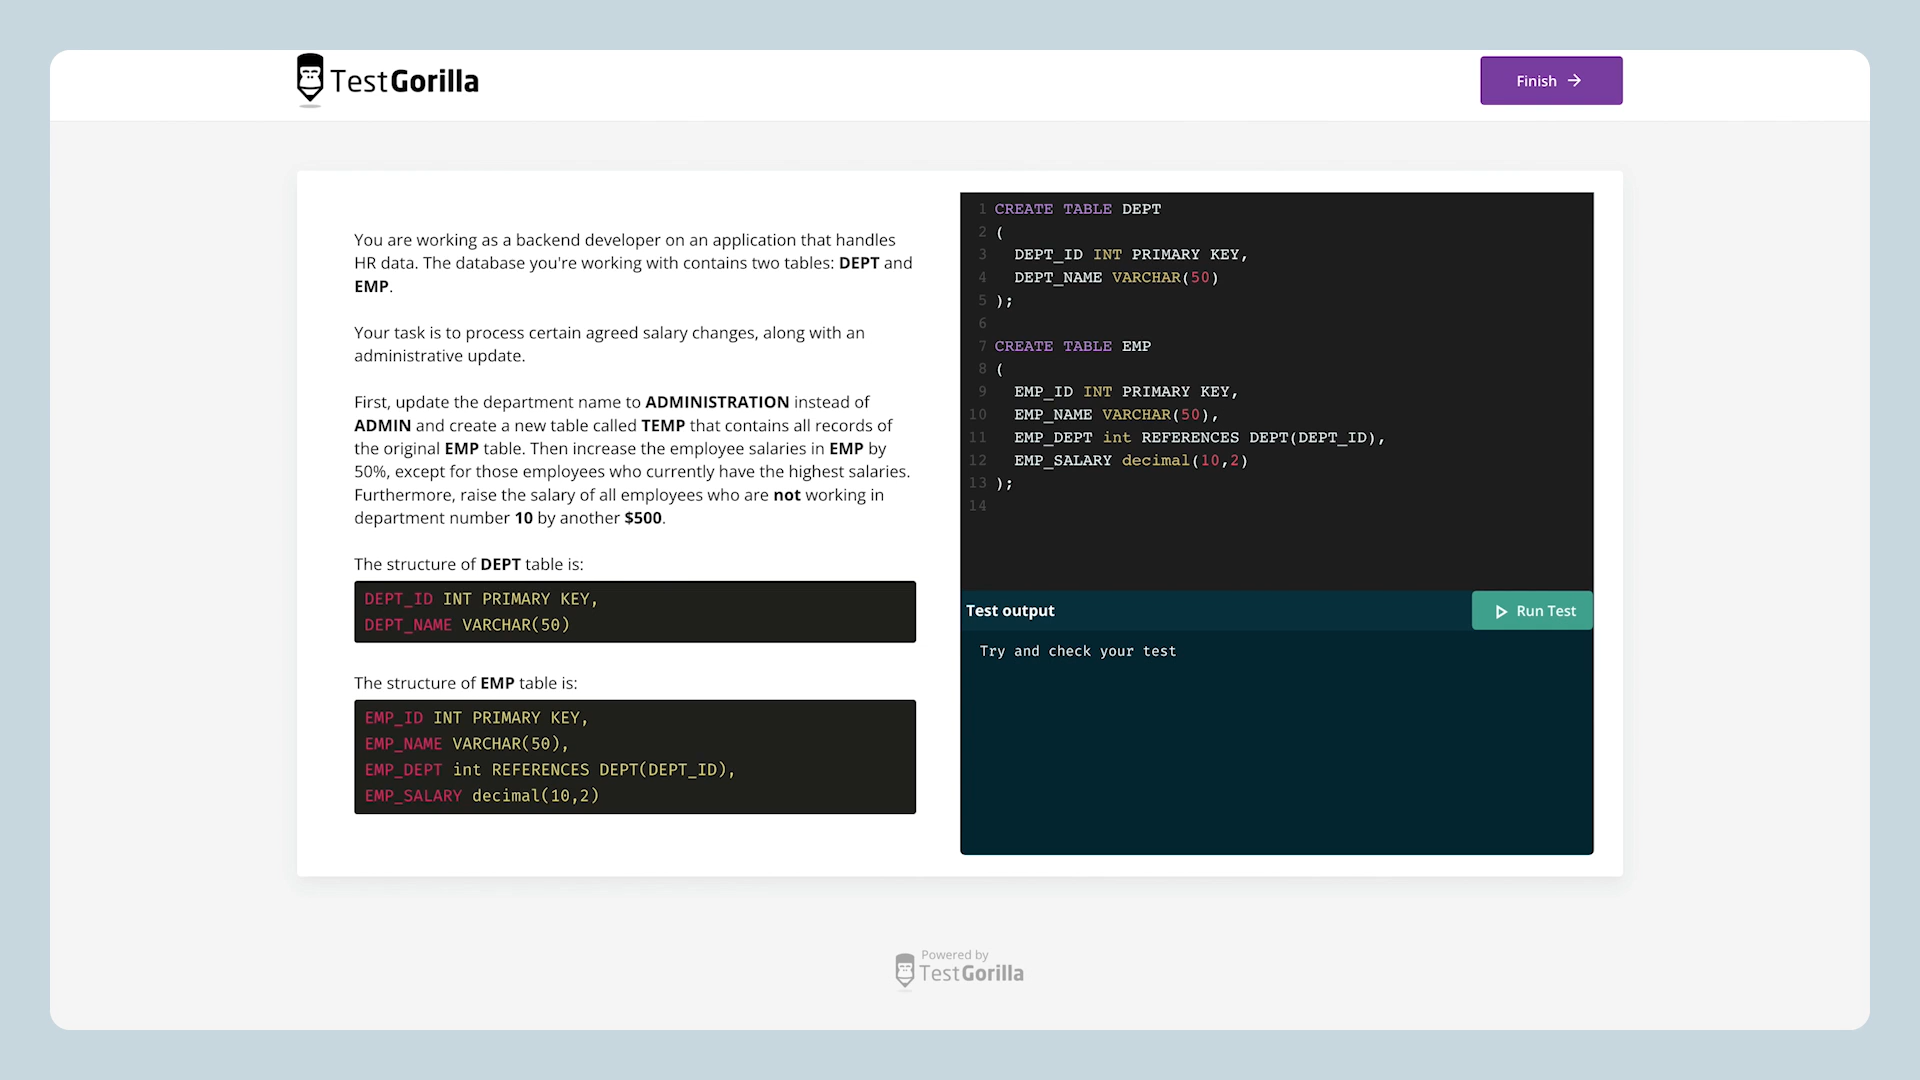 TestGorilla
Finish
You are working as a backend developer on an application that handles
HR data. The database you're working with contains two tables: DEPT and
EMP.
Your task is to process certain agreed salary changes, along with an
administrative update.
First, update the department name to ADMINISTRATION instead of
ADMIN and create a new table called TEMP that contains all records of
the original EMP table. Then increase the employee salaries in EMP by
50%, except for those employees who currently have the highest salaries.
Furthermore, raise the salary of all employees who are not working in
department number 10 by another $500.
The structure of DEPT table is:
DEPT_ID INT PRIMARY KEY,
DEPT_NAME VARCHAR(50)
The structure of EMP table is:
EMP_ID INT PRIMARY KEY,
EMP_NAME VARCHAR(50),
EMP_DEPT int REFERENCES DEPT(DEPT_ID),
EMP_SALARY decimal(10,2)
1 CREATE TABLE DEPT
2 (
3 DEPT_ID INT PRIMARY KEY,
4 DEPT_NAME VARCHAR(50)
5 );
6
7 CREATE TABLE EMP
8 (
9 EMP_ID INT PRIMARY KEY,
10 EMP_NAME VARCHAR(50),
11 EMP_DEPT int REFERENCES DEPT(DEPT_ID),
12 EMP_SALARY decimal(10,2)
13 );
14
Test output
Run Test
Try and check your test
Powered by
TestGorilla